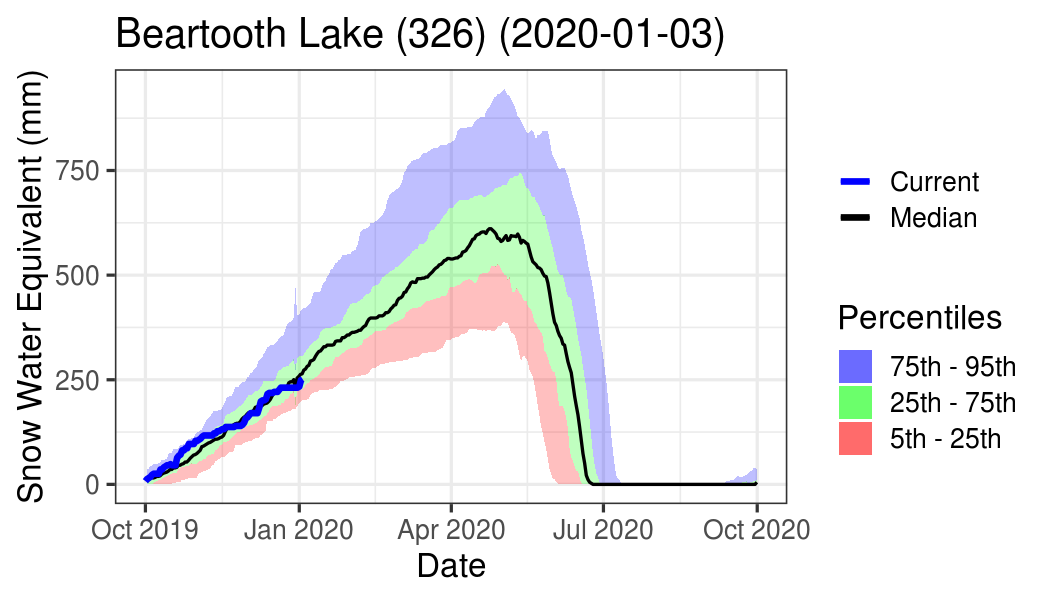 Beartooth Lake (326) (2020-01-03)
Snow Water Equivalent (mm)
750
500
250
0
Oct 2019
Jan 2020
Apr 2020
Jul 2020
Oct 2020
Date
Current
Median
Percentiles
75th - 95th
25th - 75th
5th - 25th